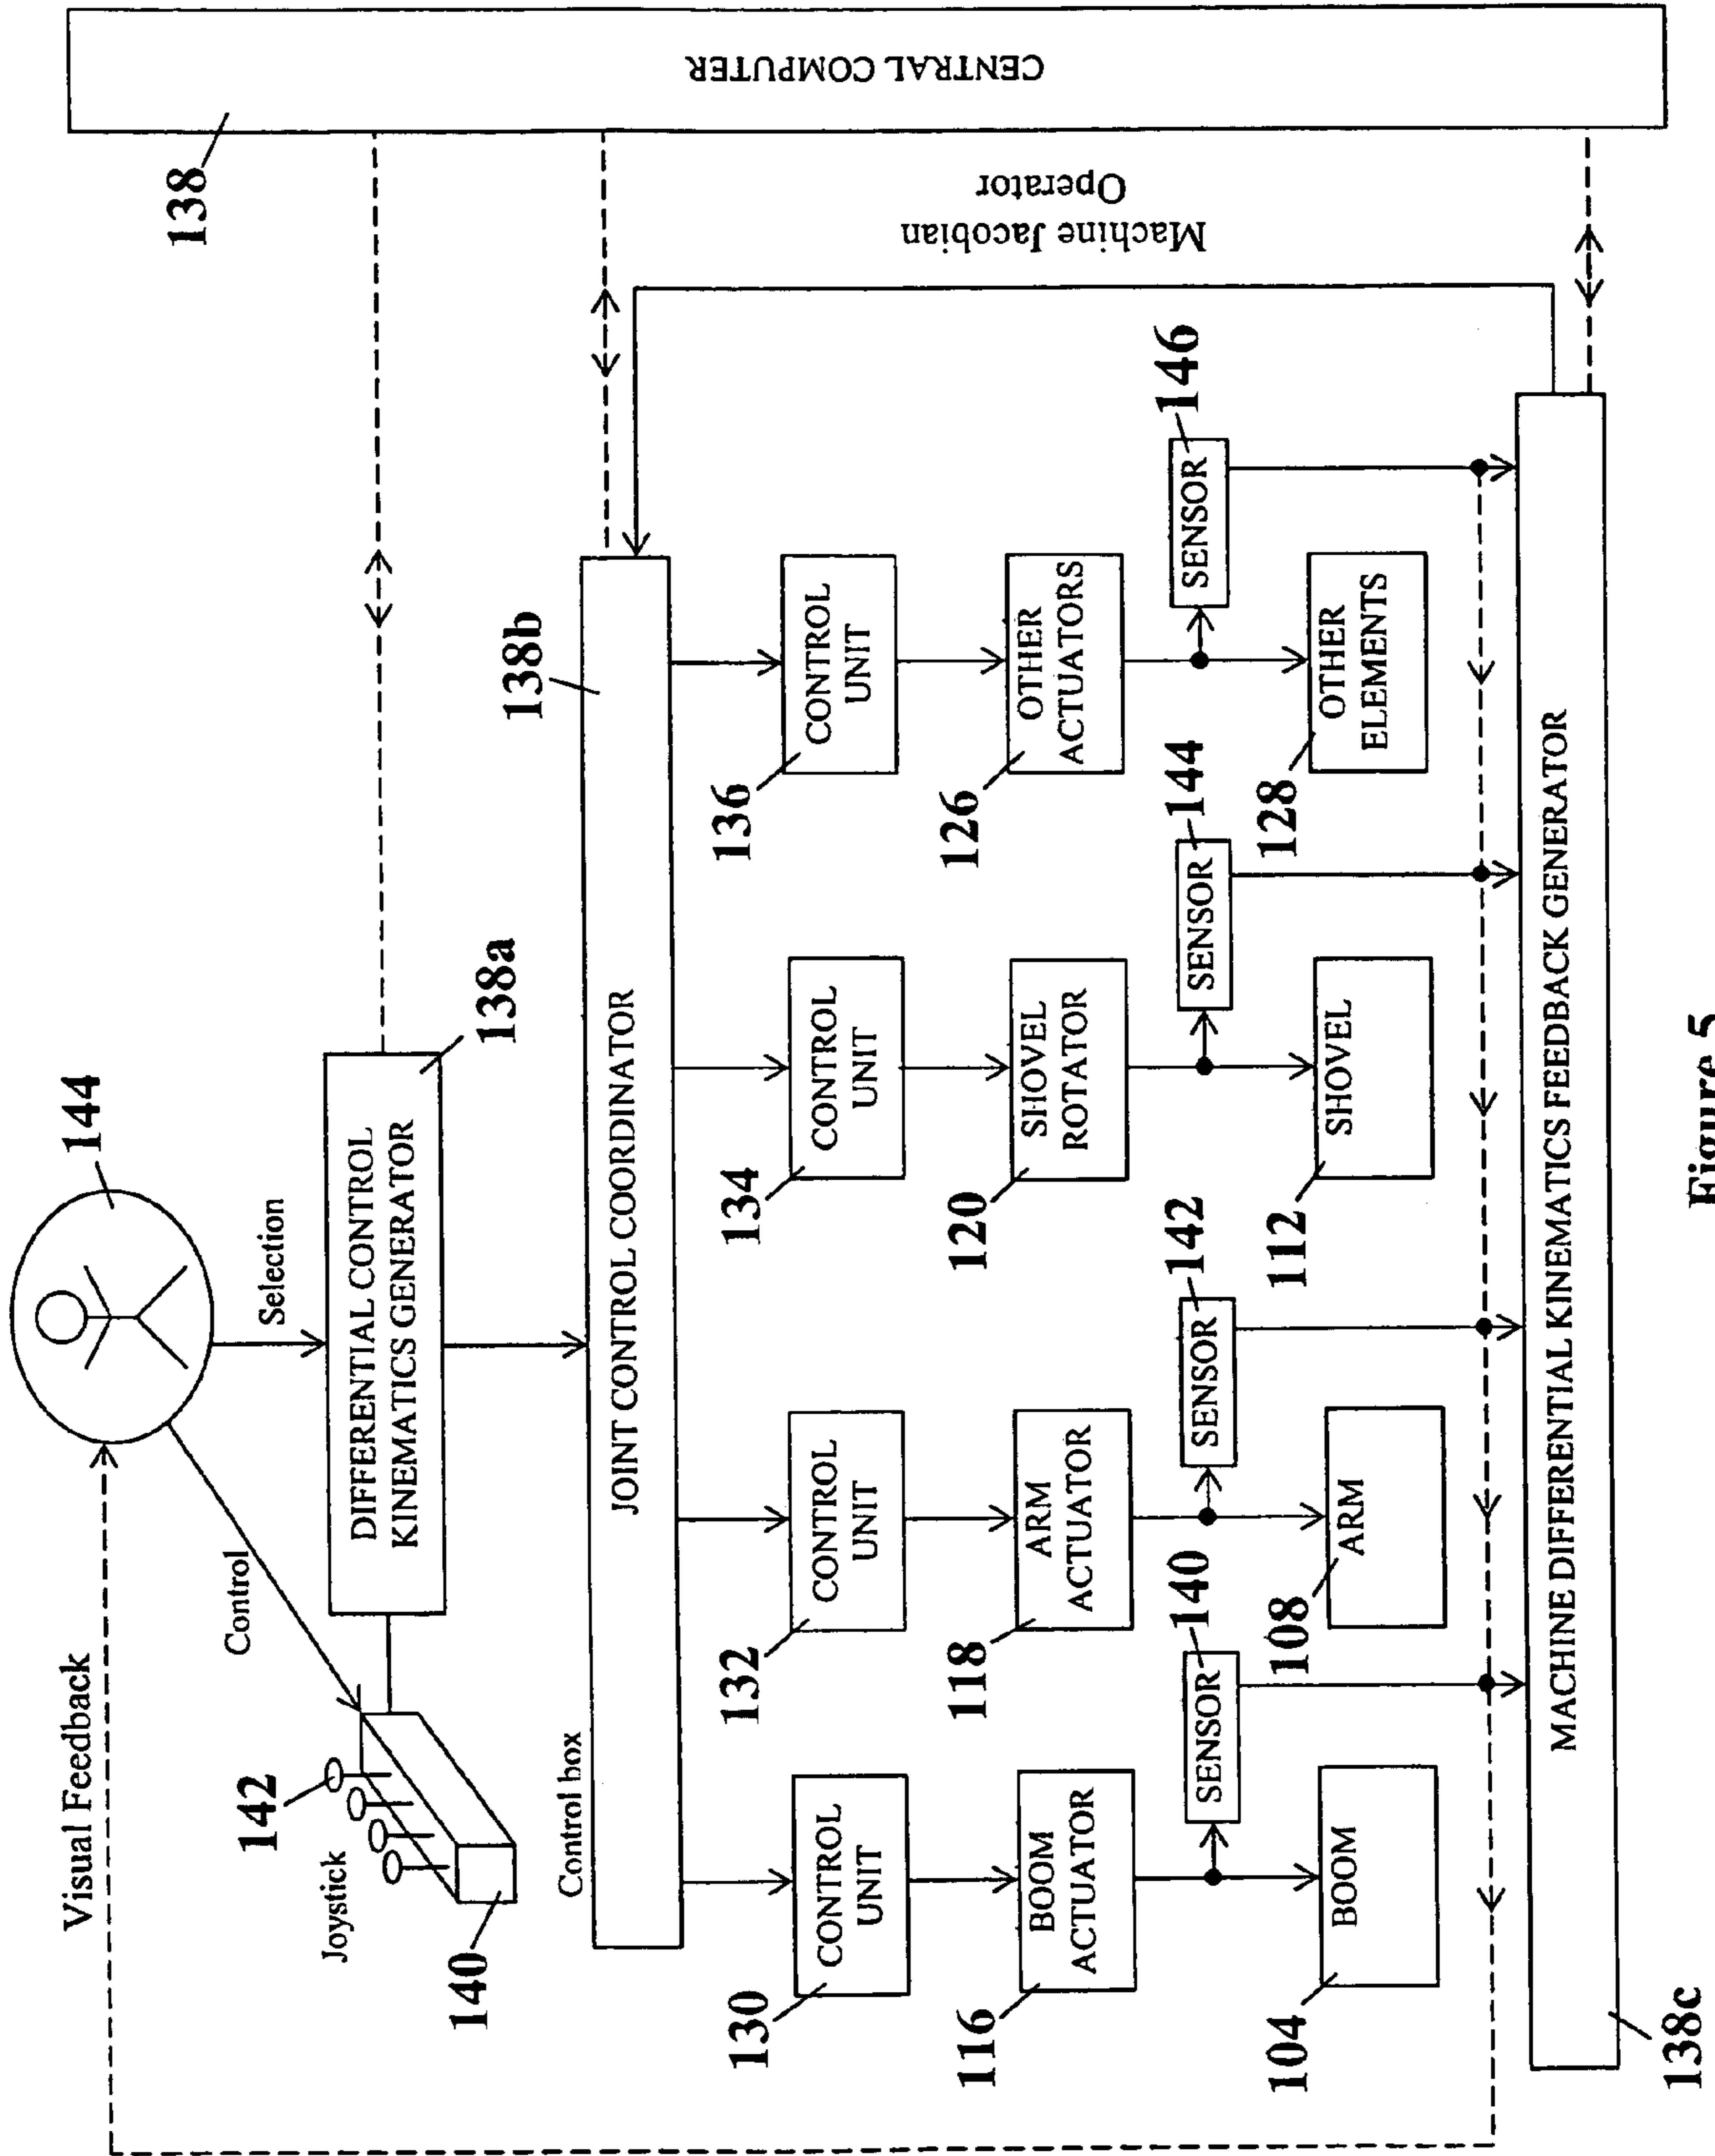 144
Visual Feedback
Selection
Control
142
Joystick
140
DIFFERENTIAL CONTROL
KINEMATICS GENERATOR
138a
138
CENTRAL COMPUTER
Control box
JOINT CONTROL COORDINATOR
138b
Machine Jacobian
Operator
130
CONTROL
UNIT
132
CONTROL
UNIT
134
CONTROL
UNIT
136
CONTROL
UNIT
116
BOOM
ACTUATOR
118
ARM
ACTUATOR
120
SHOVEL
ROTATOR
126
OTHER
ACTUATORS
SENSOR
140
SENSOR
142
SENSOR
144
SENSOR
146
104
BOOM
108
ARM
112
SHOVEL
128
OTHER
ELEMENTS
MACHINE DIFFERENTIAL KINEMATICS FEEDBACK GENERATOR
138c
Figure 5